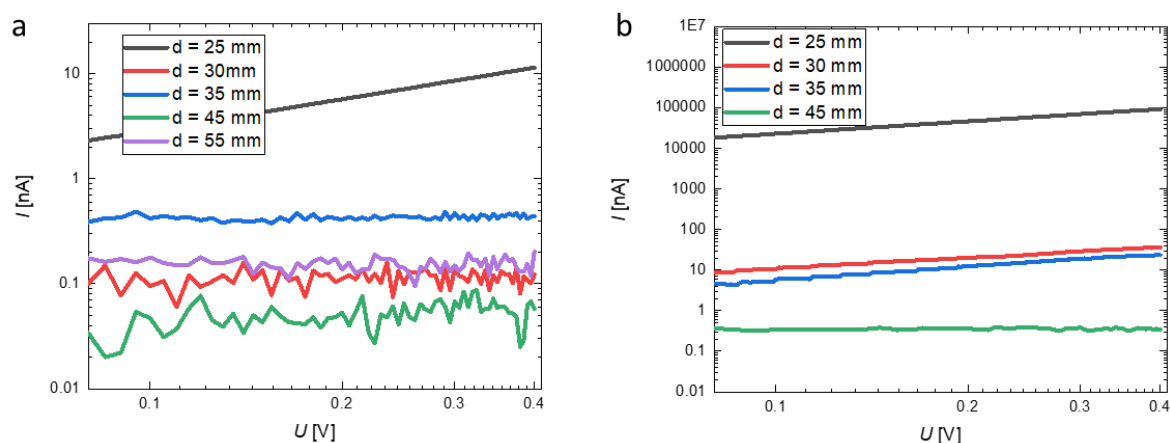 a
d = 25 mm
d = 30mm
d = 35 mm
d = 45 mm
d = 55 mm
10
1
0.1
0.01
I [nA]
0.1
0.2
0.3
0.4
U [V]
b
d = 25 mm
d = 30 mm
d = 35 mm
d = 45 mm
1E7
1000000
100000
10000
1000
100
10
1
0.1
0.01
I [nA]
0.1
0.2
0.3
0.4
U [V]